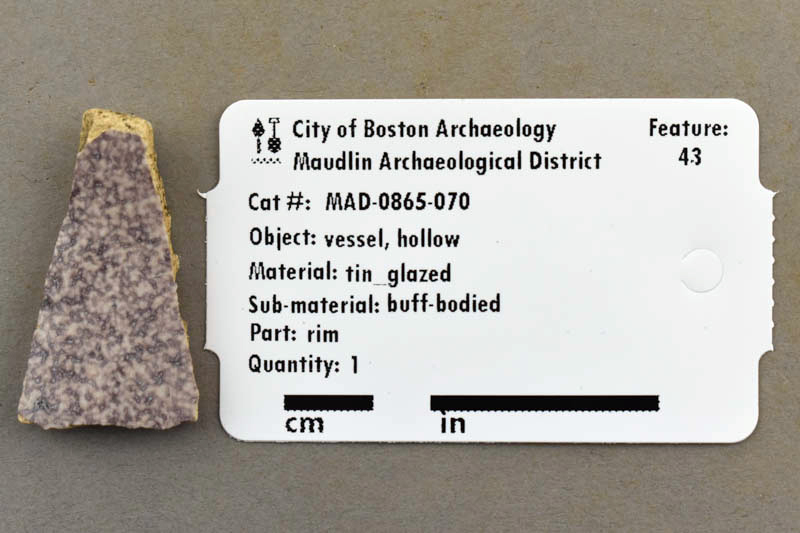 City of Boston Archaeology
Maudlin Archaeological District
Feature:
43
Cat #: MAD-0865-070
Object: vessel, hollow
Material: tin_glazed
Sub-material: buff-bodied
Part: rim
Quantity: 1
cm in